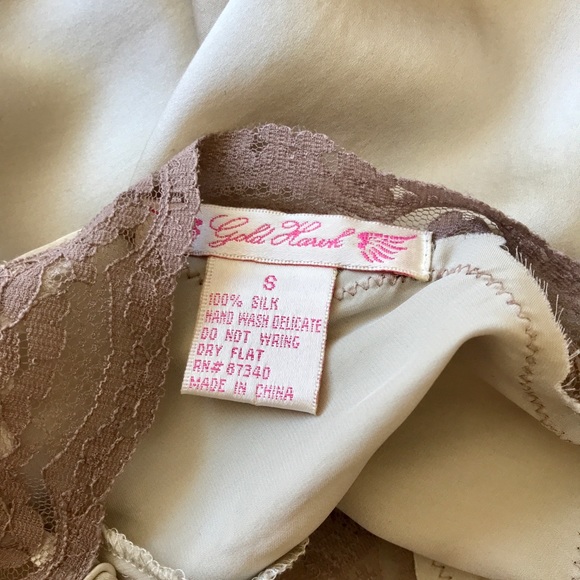 Gold Hawk
S
100% SILK
HAND WASH DELICATE
DO NOT WRING
DRY FLAT
RN# 87340
MADE IN CHINA